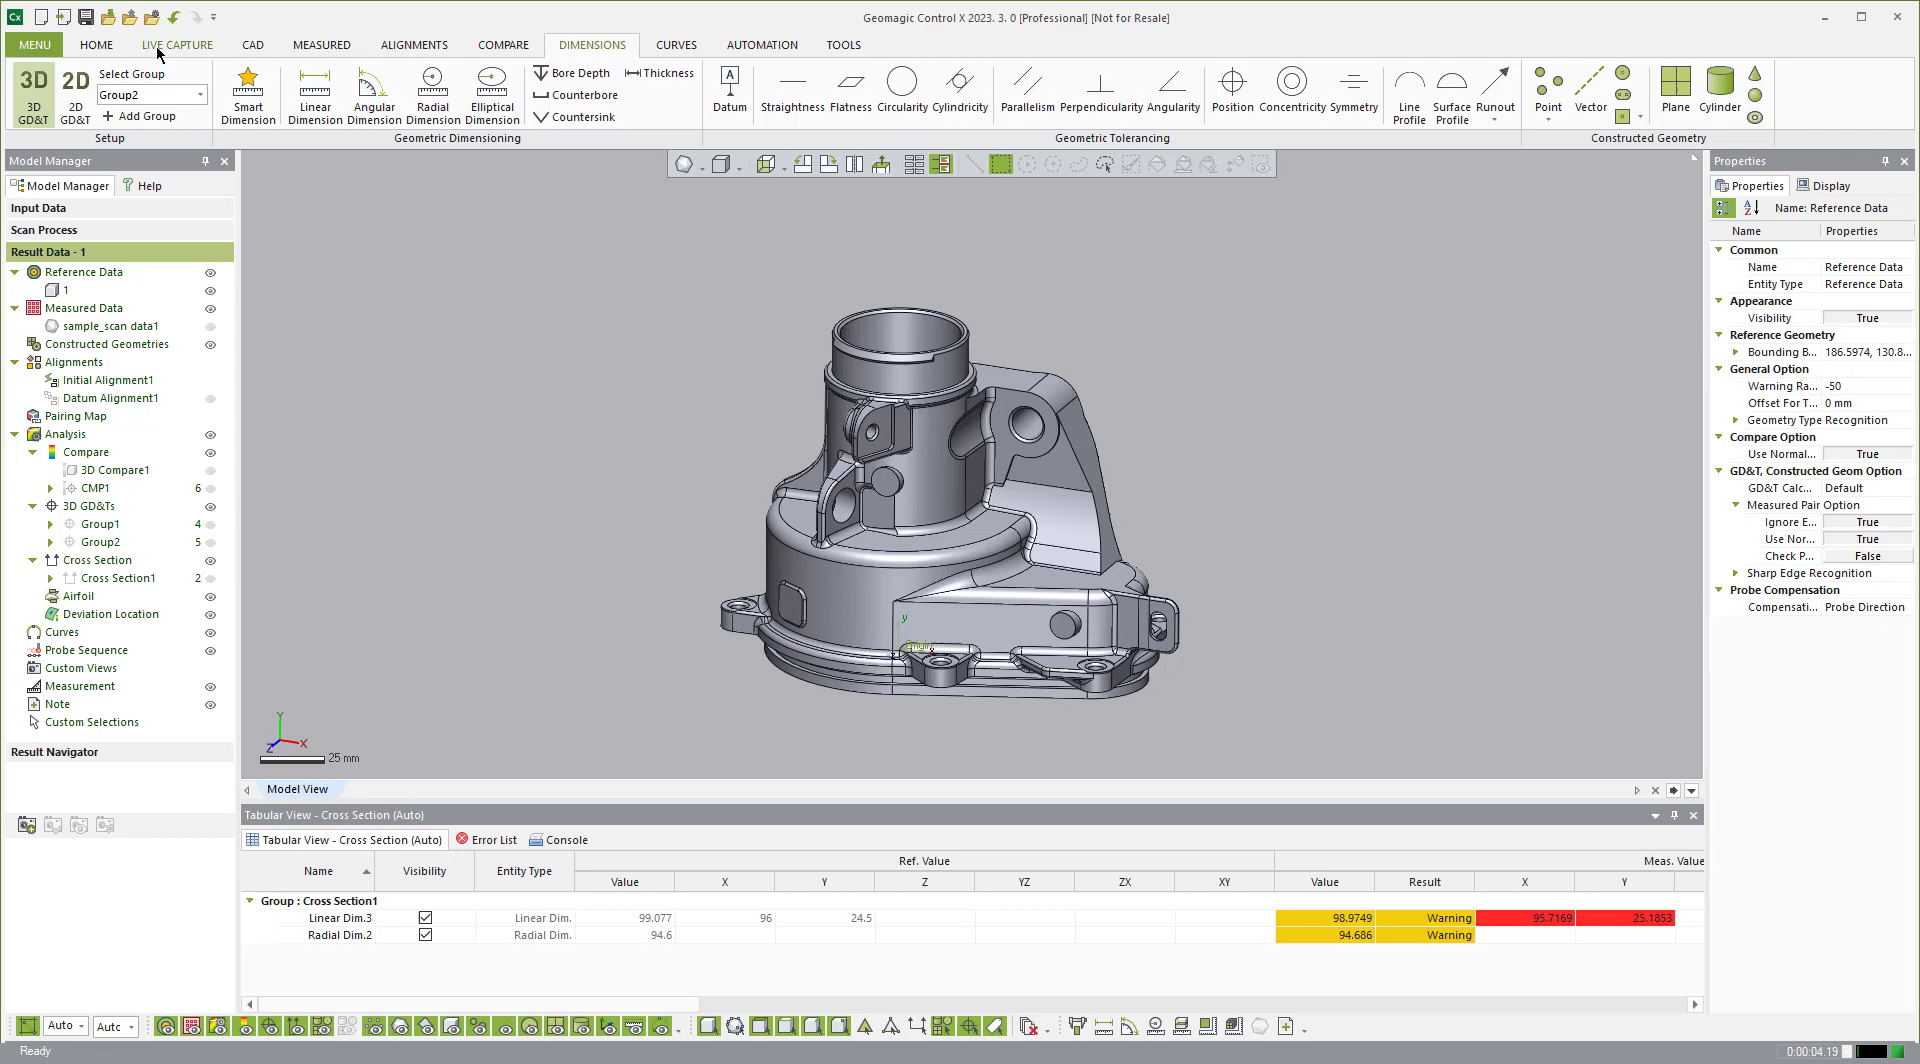 Cx
Geomagic Control X 2023. 3. 0 [Professional] [Not for Resale]
MENU HOME LIVE CAPTURE CAD MEASURED ALIGNMENTS COMPARE DIMENSIONS CURVES AUTOMATION TOOLS
3D 3D GD&T
2D 2D GD&T
Select Group
Group2
Add Group
Setup
Smart Dimension
Linear Dimension
Angular Dimension
Radial Dimension
Elliptical Dimension
Bore Depth
Thickness
Counterbore
Countersink
Geometric Dimensioning
A
Datum
Straightness
Flatness
Circularity
Cylindricity
Parallelism
Perpendicularity
Angularity
Position
Concentricity
Symmetry
Line Profile
Surface Profile
Runout
Geometric Tolerancing
Point
Vector
Plane
Cylinder
Constructed Geometry
Model Manager
Model Manager Help
Input Data
Scan Process
Result Data - 1
Reference Data
1
Measured Data
sample_scan data1
Constructed Geometries
Alignments
Initial Alignment1
Datum Alignment1
Pairing Map
Analysis
Compare
3D Compare1
CMP1 6
3D GD&Ts
Group1 4
Group2 5
Cross Section
Cross Section1 2
Airfoil
Deviation Location
Curves
Probe Sequence
Custom Views
Measurement
Note
Custom Selections
Result Navigator
y
Origin
Y
Z X
25 mm
Model View
Tabular View - Cross Section (Auto)
Tabular View - Cross Section (Auto) Error List Console
Name Visibility Entity Type Ref. Value Meas. Value
Value X Y Z YZ ZX XY Value Result X Y
Group : Cross Section1
Linear Dim.3 Linear Dim. 99.077 96 24.5 98.9749 Warning 95.7169 25.1853
Radial Dim.2 Radial Dim. 94.6 94.686 Warning
Properties
Properties Display
Name: Reference Data
Name Properties
Common
Name Reference Data
Entity Type Reference Data
Appearance
Visibility True
Reference Geometry
Bounding B... 186.5974, 130.8...
General Option
Warning Ra... -50
Offset For T... 0 mm
Geometry Type Recognition
Compare Option
Use Normal... True
GD&T, Constructed Geom Option
GD&T Calc... Default
Measured Pair Option
Ignore E... True
Use Nor... True
Check P... False
Sharp Edge Recognition
Probe Compensation
Compensati... Probe Direction
Auto Auto
Ready
0:00:04.19